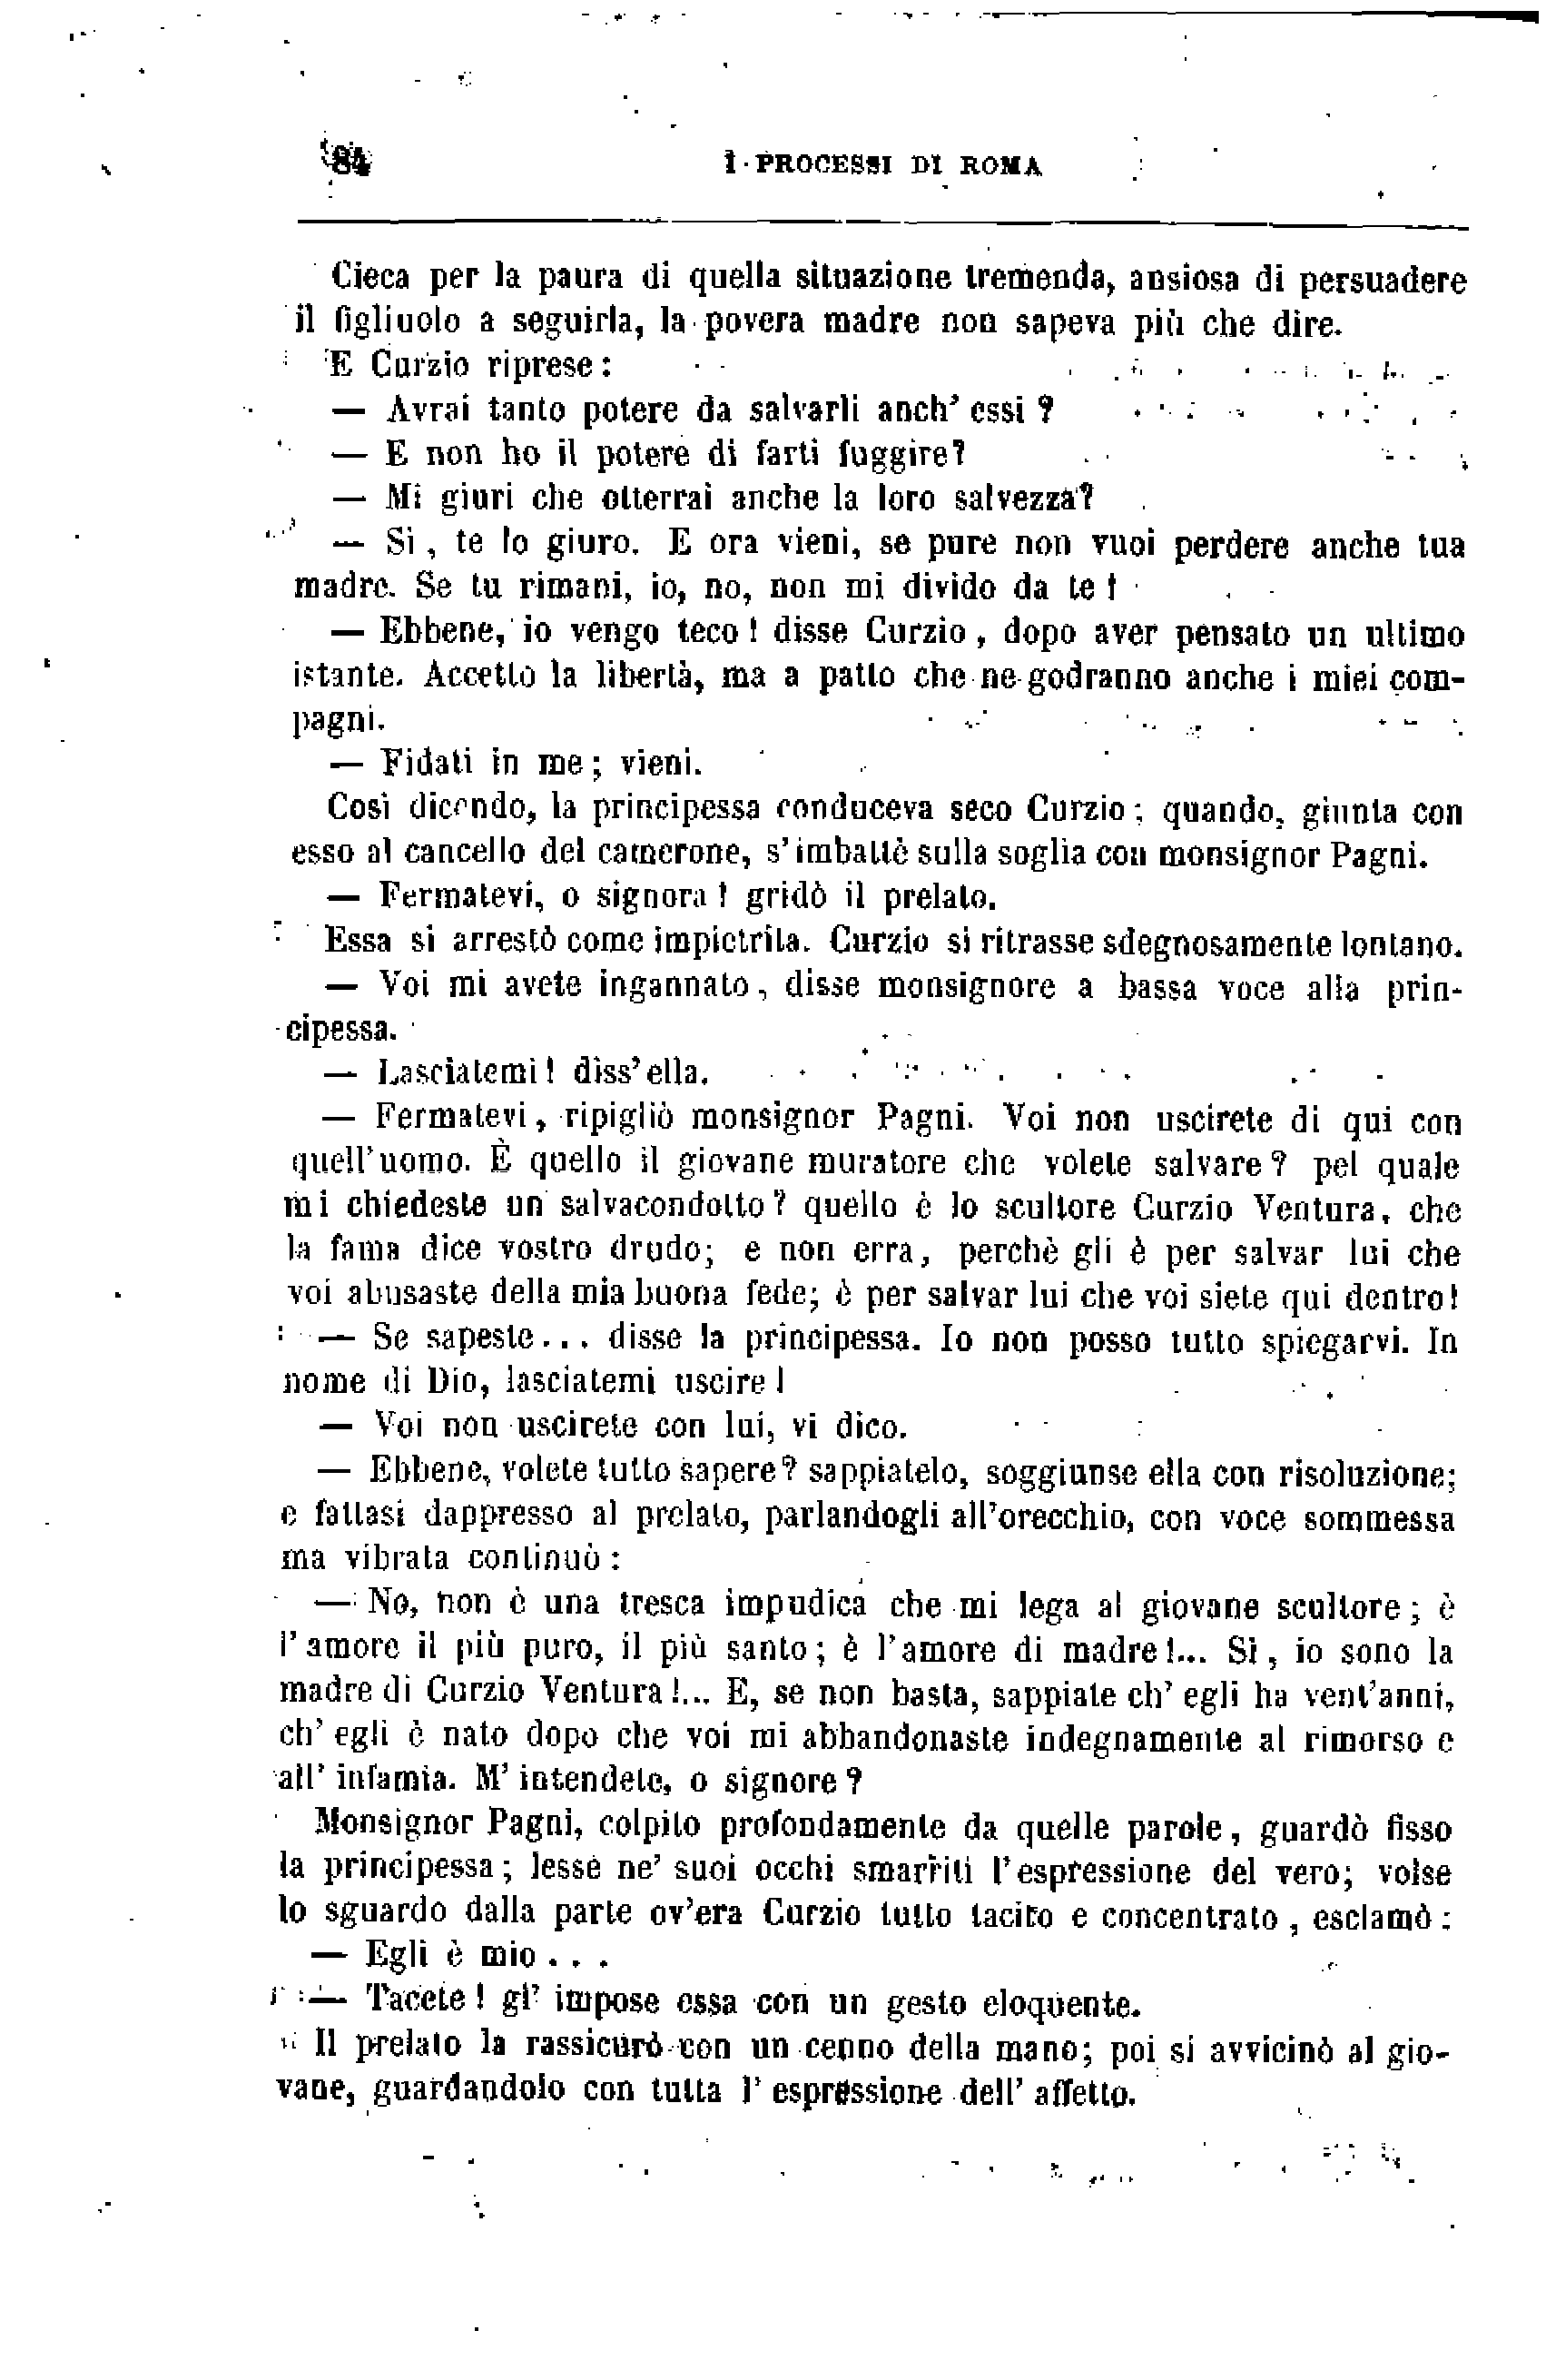 84
I PROCESSI DI ROMA
Cieca per la paura di quella situazione tremenda, ansiosa di persuadere
il figliuolo a seguirla, la povera madre non sapeva più che dire.
E Curzio riprese:
— Avrai tanto potere da salvarli anch' essi?
— E non ho il potere di farti fuggire?
— Mi giuri che otterrai anche la loro salvezza?
— Sì, te lo giuro. E ora vieni, se pure non vuoi perdere anche tua
madre. Se tu rimani, io, no, non mi divido da te!
— Ebbene, io vengo teco! disse Curzio, dopo aver pensato un ultimo
istante. Accetto la libertà, ma a patto che ne godranno anche i miei com-
pagni.
— Fidati in me; vieni.
Così dicendo, la principessa conduceva seco Curzio; quando, giunta con
esso al cancello del camerone, s'imbattè sulla soglia con monsignor Pagni.
— Fermatevi, o signora! gridò il prelato.
Essa si arrestò come impietrita. Curzio si ritrasse sdegnosamente lontano.
— Voi mi avete ingannato, disse monsignore a bassa voce alla prin-
cipessa.
— Lasciatemi! diss'ella.
— Fermatevi, ripigliò monsignor Pagni. Voi non uscirete di qui con
quell'uomo. È quello il giovane muratore che volete salvare? pel quale
mi chiedeste un salvacondotto? quello è lo scultore Curzio Ventura, che
la fama dice vostro drudo; e non erra, perchè gli è per salvar lui che
voi abusaste della mia buona fede; è per salvar lui che voi siete qui dentro!
— Se sapeste... disse la principessa. Io non posso tutto spiegarvi. In
nome di Dio, lasciatemi uscire!
— Voi non uscirete con lui, vi dico.
— Ebbene, volete tutto sapere? sappiatelo, soggiunse ella con risoluzione;
e fattasi dappresso al prelato, parlandogli all'orecchio, con voce sommessa
ma vibrata continuò:
— No, non è una tresca impudica che mi lega al giovane scultore; è
l'amore il più puro, il più santo; è l'amore di madre!... Sì, io sono la
madre di Curzio Ventura!... E, se non basta, sappiate ch' egli ha vent'anni,
ch' egli è nato dopo che voi mi abbandonaste indegnamente al rimorso e
all' infamia. M' intendete, o signore?
Monsignor Pagni, colpito profondamente da quelle parole, guardò fisso
la principessa; lesse ne' suoi occhi smarriti l'espressione del vero; volse
lo sguardo dalla parte ov'era Curzio tutto tacito e concentrato, esclamò:
— Egli è mio...
— Tacete! gl' impose essa con un gesto eloquente.
Il prelato la rassicurò con un cenno della mano; poi si avvicinò al gio-
vane, guardandolo con tutta l' espressione dell' affetto.